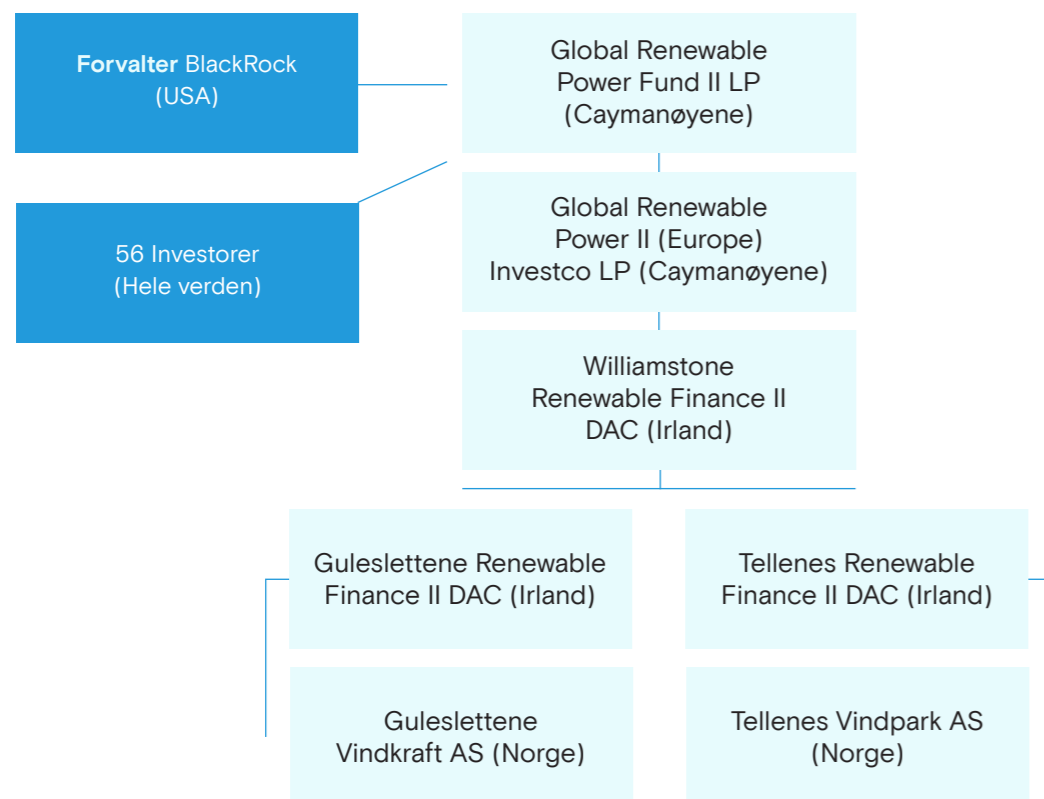 Forvalter BlackRock
(USA)
Global Renewable
Power Fund II LP
(Caymanøyene)
56 Investorer
(Hele verden)
Global Renewable
Power II (Europe)
Investco LP (Caymanøyene)
Williamstone
Renewable Finance II
DAC (Irland)
Guleslettene Renewable
Finance II DAC (Irland)
Tellenes Renewable
Finance II DAC (Irland)
Guleslettene
Vindkraft AS (Norge)
Tellenes Vindpark AS
(Norge)